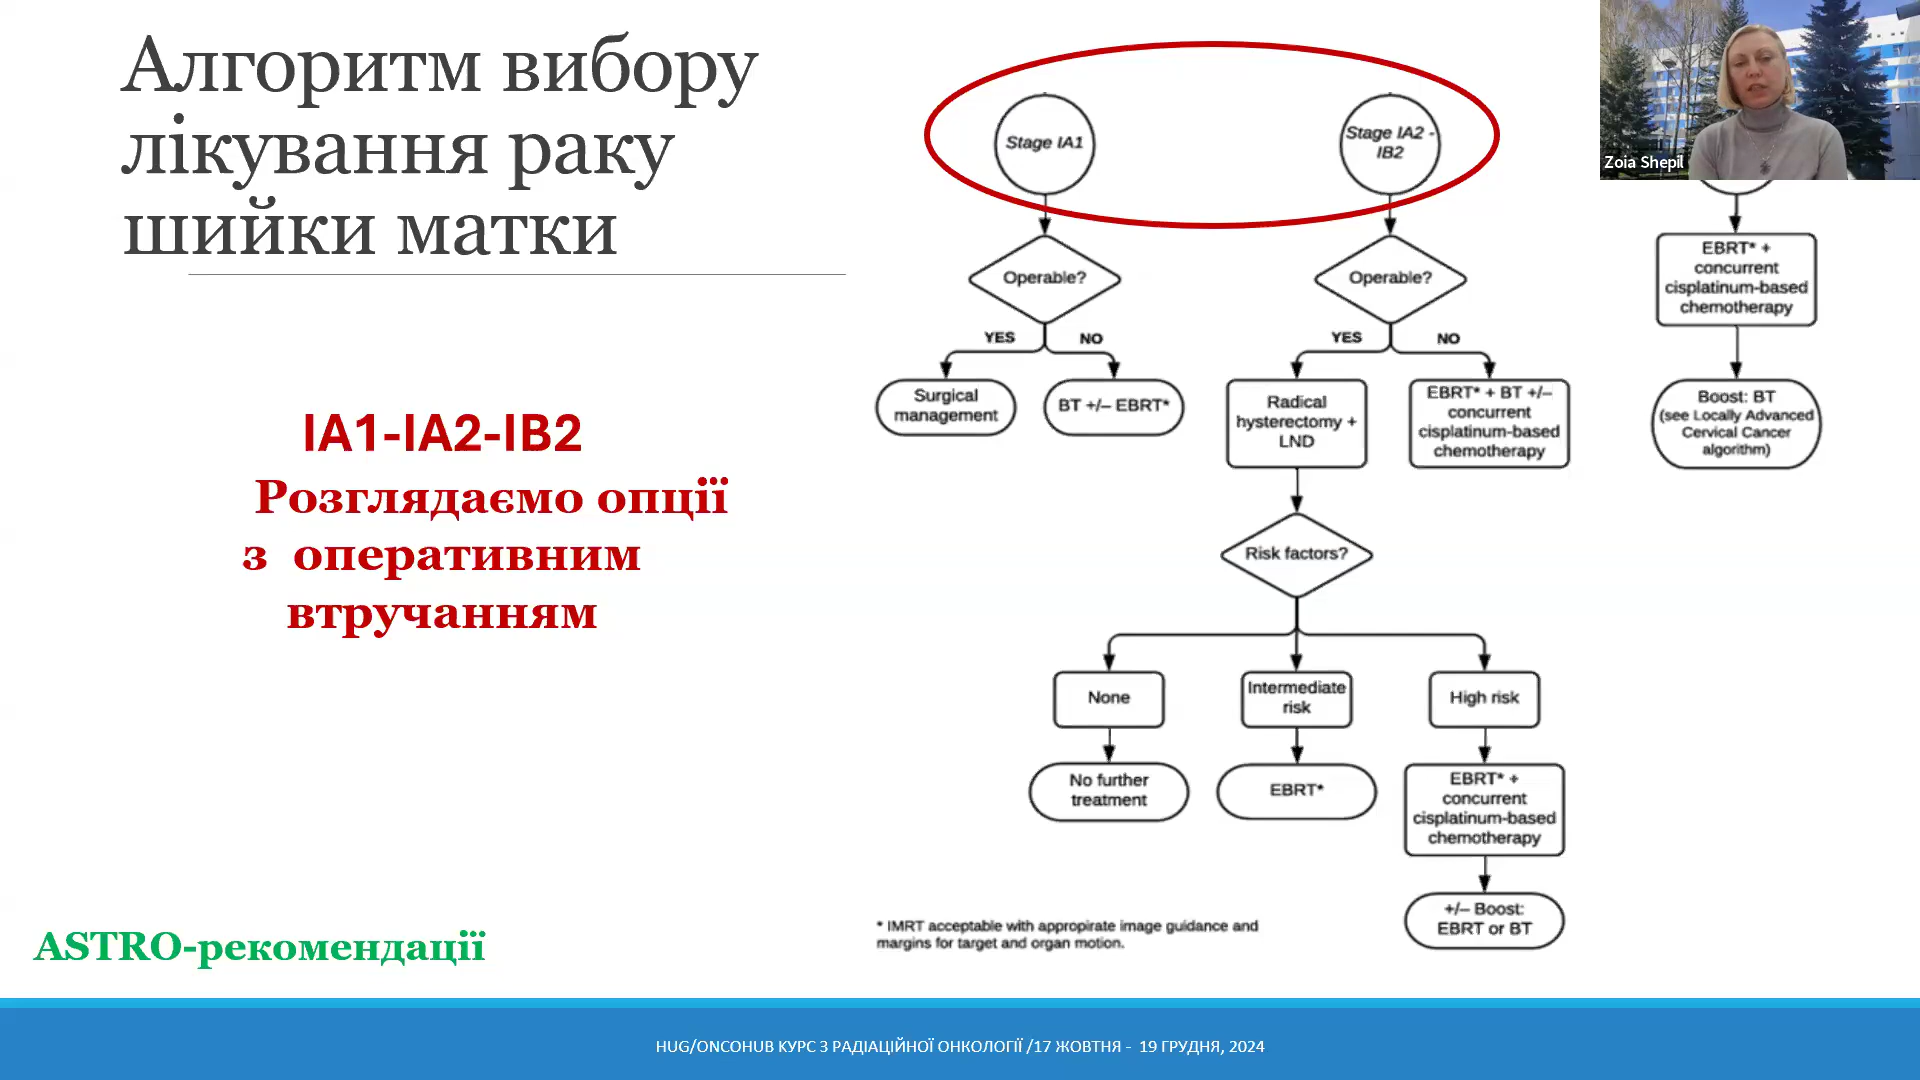 Алгоритм вибору
лікування раку
шийки матки
IA1-IA2-IB2
Розглядаємо опції
з оперативним
втручанням
ASTRO-рекомендації
Stage IA1
Operable?
YES
NO
Surgical
management
BT +/– EBRT*
Stage IA2 -
IB2
Operable?
YES
NO
Radical
hysterectomy +
LND
EBRT* + BT +/–
concurrent
cisplatinum-based
chemotherapy
Risk factors?
None
Intermediate
risk
High risk
No further
treatment
EBRT*
EBRT* +
concurrent
cisplatinum-based
chemotherapy
+/– Boost:
EBRT or BT
EBRT* +
concurrent
cisplatinum-based
chemotherapy
Boost: BT
(see Locally Advanced
Cervical Cancer
algorithm)
* IMRT acceptable with appropirate image guidance and
margins for target and organ motion.
Zoia Shepil
HUG/ONCOHUB КУРС З РАДІАЦІЙНОЇ ОНКОЛОГІЇ /17 ЖОВТНЯ - 19 ГРУДНЯ, 2024